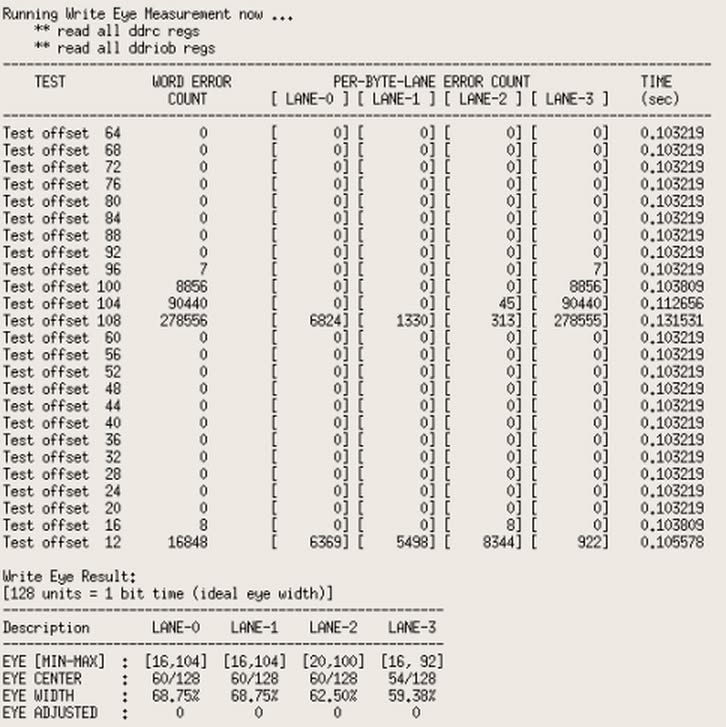 Running Write Eye Measurement now ...
** read all ddrc regs
** read all ddriob regs
TEST WORD ERROR PER-BYTE-LANE ERROR COUNT TIME
COUNT [ LANE-0 ] [ LANE-1 ] [ LANE-2 ] [ LANE-3 ] (sec)
Test offset 64 0 [ 0] [ 0] [ 0] [ 0] 0.103219
Test offset 68 0 [ 0] [ 0] [ 0] [ 0] 0.103219
Test offset 72 0 [ 0] [ 0] [ 0] [ 0] 0.103219
Test offset 76 0 [ 0] [ 0] [ 0] [ 0] 0.103219
Test offset 80 0 [ 0] [ 0] [ 0] [ 0] 0.103219
Test offset 84 0 [ 0] [ 0] [ 0] [ 0] 0.103219
Test offset 88 0 [ 0] [ 0] [ 0] [ 0] 0.103219
Test offset 92 0 [ 0] [ 0] [ 0] [ 0] 0.103219
Test offset 96 7 [ 0] [ 0] [ 0] [ 7] 0.103219
Test offset 100 8856 [ 0] [ 0] [ 0] [ 8856] 0.103809
Test offset 104 90440 [ 0] [ 0] [ 45] [ 90440] 0.112656
Test offset 108 278556 [ 6824] [ 1330] [ 313] [ 278555] 0.131531
Test offset 60 0 [ 0] [ 0] [ 0] [ 0] 0.103219
Test offset 56 0 [ 0] [ 0] [ 0] [ 0] 0.103219
Test offset 52 0 [ 0] [ 0] [ 0] [ 0] 0.103219
Test offset 48 0 [ 0] [ 0] [ 0] [ 0] 0.103219
Test offset 44 0 [ 0] [ 0] [ 0] [ 0] 0.103219
Test offset 40 0 [ 0] [ 0] [ 0] [ 0] 0.103219
Test offset 36 0 [ 0] [ 0] [ 0] [ 0] 0.103219
Test offset 32 0 [ 0] [ 0] [ 0] [ 0] 0.103219
Test offset 28 0 [ 0] [ 0] [ 0] [ 0] 0.103219
Test offset 24 0 [ 0] [ 0] [ 0] [ 0] 0.103219
Test offset 20 0 [ 0] [ 0] [ 0] [ 0] 0.103219
Test offset 16 8 [ 0] [ 0] [ 8] [ 0] 0.103809
Test offset 12 16848 [ 6369] [ 5498] [ 8344] [ 922] 0.105578
Write Eye Result:
[128 units = 1 bit time (ideal eye width)]
Description LANE-0 LANE-1 LANE-2 LANE-3
EYE [MIN-MAX] : [16,104] [16,104] [20,100] [16, 92]
EYE CENTER : 60/128 60/128 60/128 54/128
EYE WIDTH : 68.75% 68.75% 62.50% 59.38%
EYE ADJUSTED : 0 0 0 0